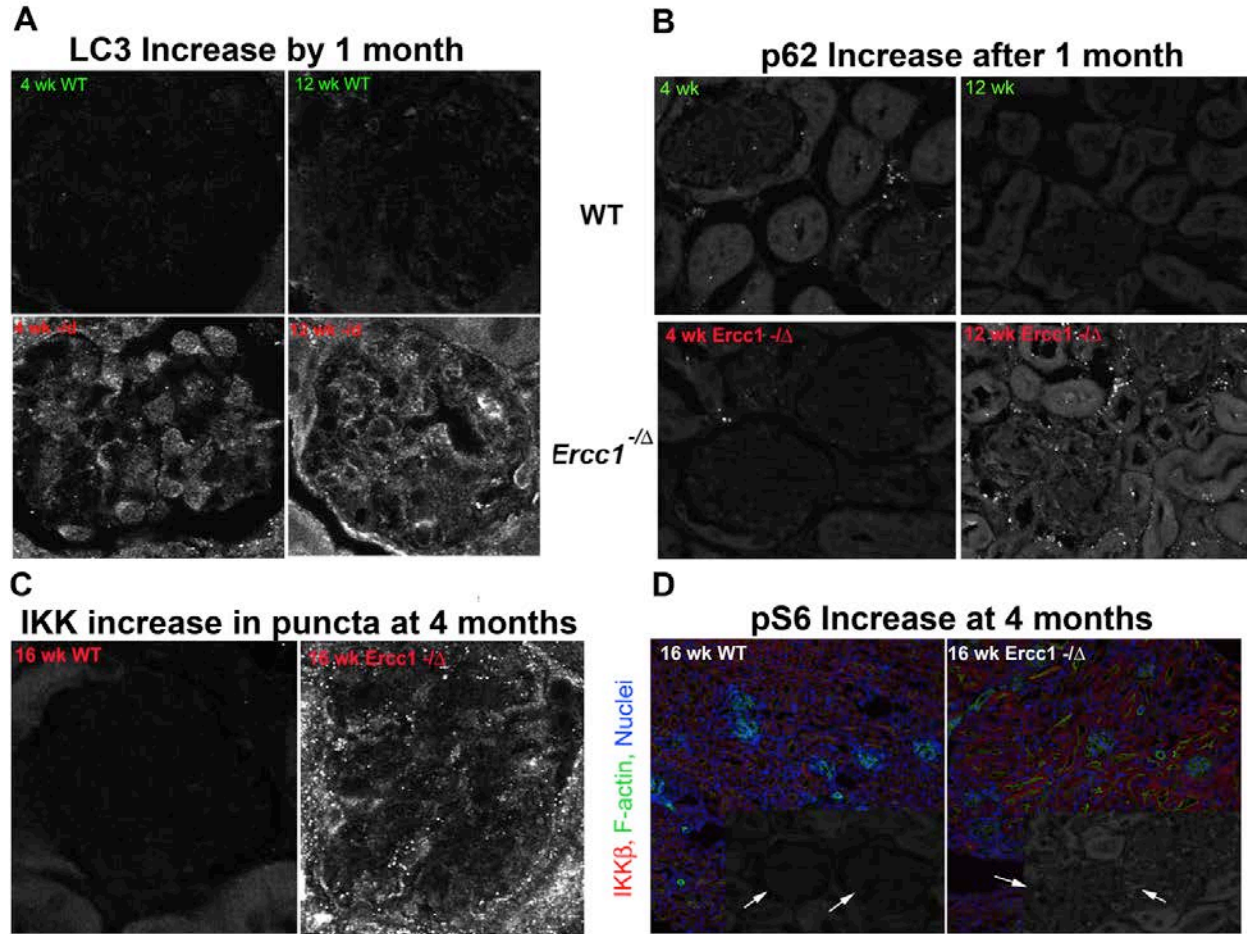 A
LC3 Increase by 1 month
4 wk WT
12 wk WT
4 wk -/d
12 wk -/d
B
p62 Increase after 1 month
4 wk
12 wk
WT
4 wk Ercc1 -/Δ
12 wk Ercc1 -/Δ
Ercc1 -/Δ
C
IKK increase in puncta at 4 months
16 wk WT
16 wk Ercc1 -/Δ
D
pS6 Increase at 4 months
16 wk WT
16 wk Ercc1 -/Δ
IKKβ, F-actin, Nuclei